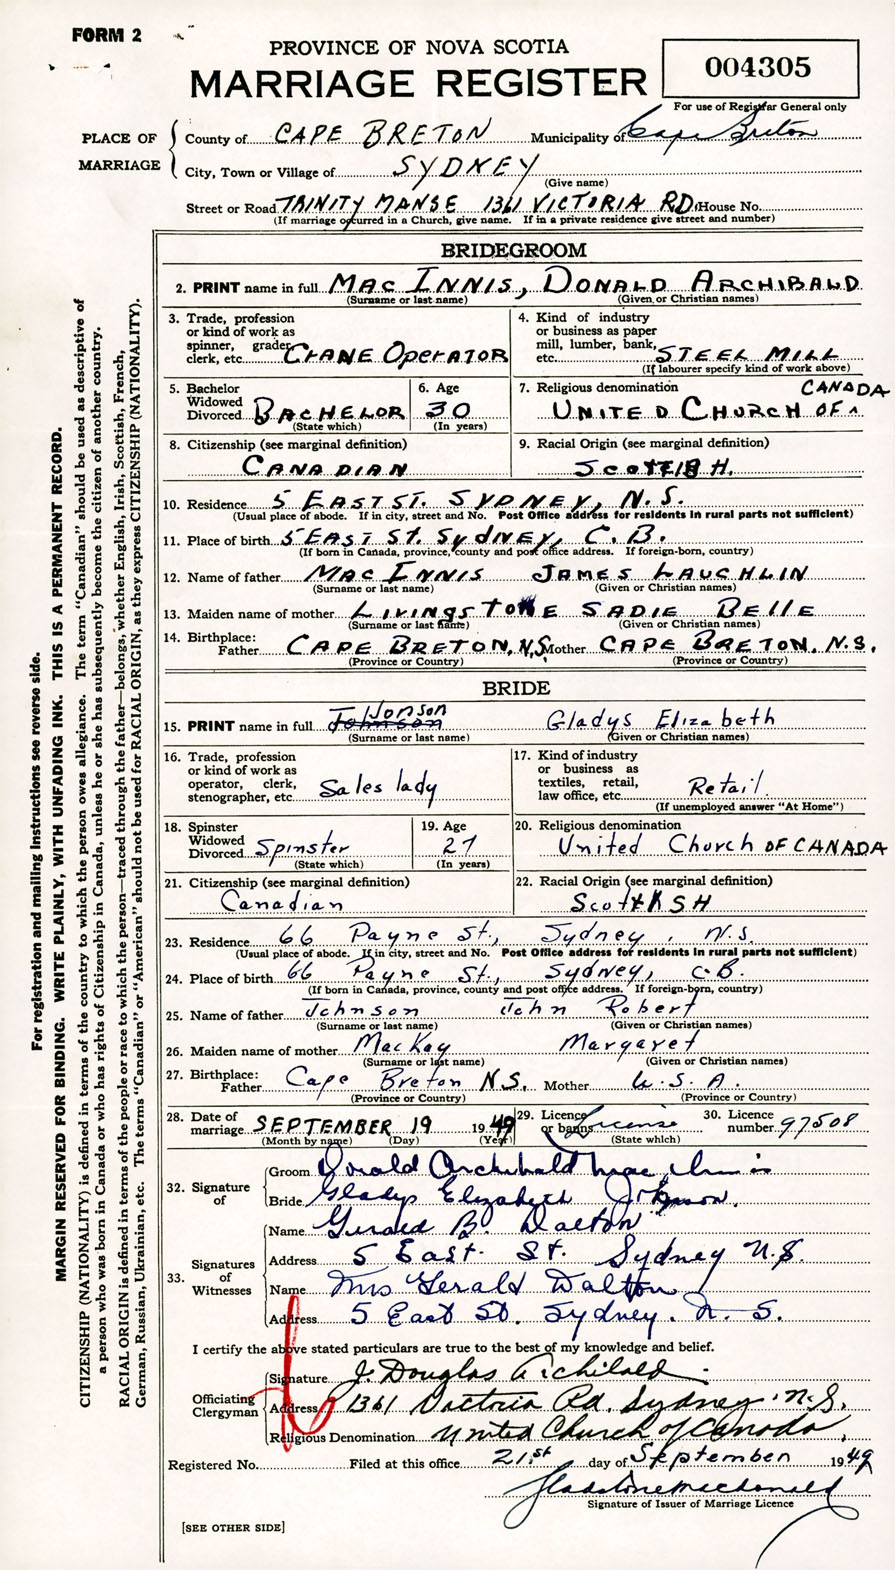 FORM 2
PROVINCE OF NOVA SCOTIA
MARRIAGE REGISTER
004305
For use of Registrar General only
PLACE OF MARRIAGE
County of CAPE BRETON Municipality of Cape Breton
City, Town or Village of SYDNEY
(Give name)
Street or Road TRINITY MANSE 1361 VICTORIA RD. House No.
(If marriage occurred in a Church, give name. If in a private residence give street and number)
BRIDEGROOM
2. PRINT name in full MAC INNIS, DONALD ARCHIBALD
(Surname or last name) (Given or Christian names)
3. Trade, profession or kind of work as spinner, grader, clerk, etc. CRANE OPERATOR
4. Kind of industry or business as paper mill, lumber, bank, etc. STEEL MILL
(If labourer specify kind of work above)
5. Bachelor Widowed Divorced BACHELOR
(State which)
6. Age 30
(In years)
7. Religious denomination UNITED CHURCH OF ^ CANADA
8. Citizenship (see marginal definition)
CANADIAN
9. Racial Origin (see marginal definition)
SCOTTISH.
10. Residence 5 EAST ST. SYDNEY, N.S.
(Usual place of abode. If in city, street and No. Post Office address for residents in rural parts not sufficient)
11. Place of birth 5 EAST St. Sydney, C. B.
(If born in Canada, province, county and post office address. If foreign-born, country)
12. Name of father MAC INNIS JAMES LAUCHLIN
(Surname or last name) (Given or Christian names)
13. Maiden name of mother LIVINGSTONE SADIE BELLE
(Surname or last name) (Given or Christian names)
14. Birthplace:
Father CAPE BRETON, N.S. Mother CAPE BRETON, N.S.
(Province or Country) (Province or Country)
BRIDE
Jonson
15. PRINT name in full Johnson Gladys Elizabeth
(Surname or last name) (Given or Christian names)
16. Trade, profession or kind of work as operator, clerk, stenographer, etc. Sales lady
17. Kind of industry or business as textiles, retail, law office, etc. Retail.
(If unemployed answer "At Home")
18. Spinster Widowed Divorced Spinster
(State which)
19. Age 27
(In years)
20. Religious denomination
United Church OF CANADA
21. Citizenship (see marginal definition)
Canadian
22. Racial Origin (see marginal definition)
ScottISH
23. Residence 66 Payne St., Sydney, N.S.
(Usual place of abode. If in city, street and No. Post Office address for residents in rural parts not sufficient)
24. Place of birth 66 Payne St., Sydney, C.B.
(If born in Canada, province, county and post office address. If foreign-born, country)
25. Name of father Johnson John Robert
(Surname or last name) (Given or Christian names)
26. Maiden name of mother MacKay Margaret
(Surname or last name) (Given or Christian names)
27. Birthplace:
Father Cape Breton N.S. Mother U.S.A.
(Province or Country) (Province or Country)
28. Date of marriage SEPTEMBER 19 1949
(Month by name) (Day) (Year)
29. Licence or banns License
(State which)
30. Licence number 97508
32. Signature of
Groom Donald Archibald Mac Innis
Bride Gladys Elizabeth Johnson.
33. Signatures of Witnesses
Name Gerald B. Dalton
Address 5 East St. Sydney N.S.
Name Mrs Gerald Dalton
Address 5 East St. Sydney. N. S.
I certify the above stated particulars are true to the best of my knowledge and belief.
Officiating Clergyman
Signature J. Douglas Archibald
Address 1361 Victoria Rd. Sydney. N.S.
Religious Denomination United Church of Canada.
Registered No. Filed at this office 21.st day of September 1949
Gladstone Macdonald
Signature of Issuer of Marriage Licence
[SEE OTHER SIDE]
For registration and mailing instructions see reverse side.
MARGIN RESERVED FOR BINDING. WRITE PLAINLY, WITH UNFADING INK. THIS IS A PERMANENT RECORD.
CITIZENSHIP (NATIONALITY) is defined in terms of the country to which the person owes allegiance. The term "Canadian" should be used as descriptive of
a person who was born in Canada or who has rights of Citizenship in Canada, unless he or she has subsequently become the citizen of another country.
RACIAL ORIGIN is defined in terms of the people or race to which the person—traced through the father—belongs, whether English, Irish, Scottish, French,
German, Russian, Ukrainian, etc. The terms "Canadian" or "American" should not be used for RACIAL ORIGIN, as they express CITIZENSHIP (NATIONALITY).